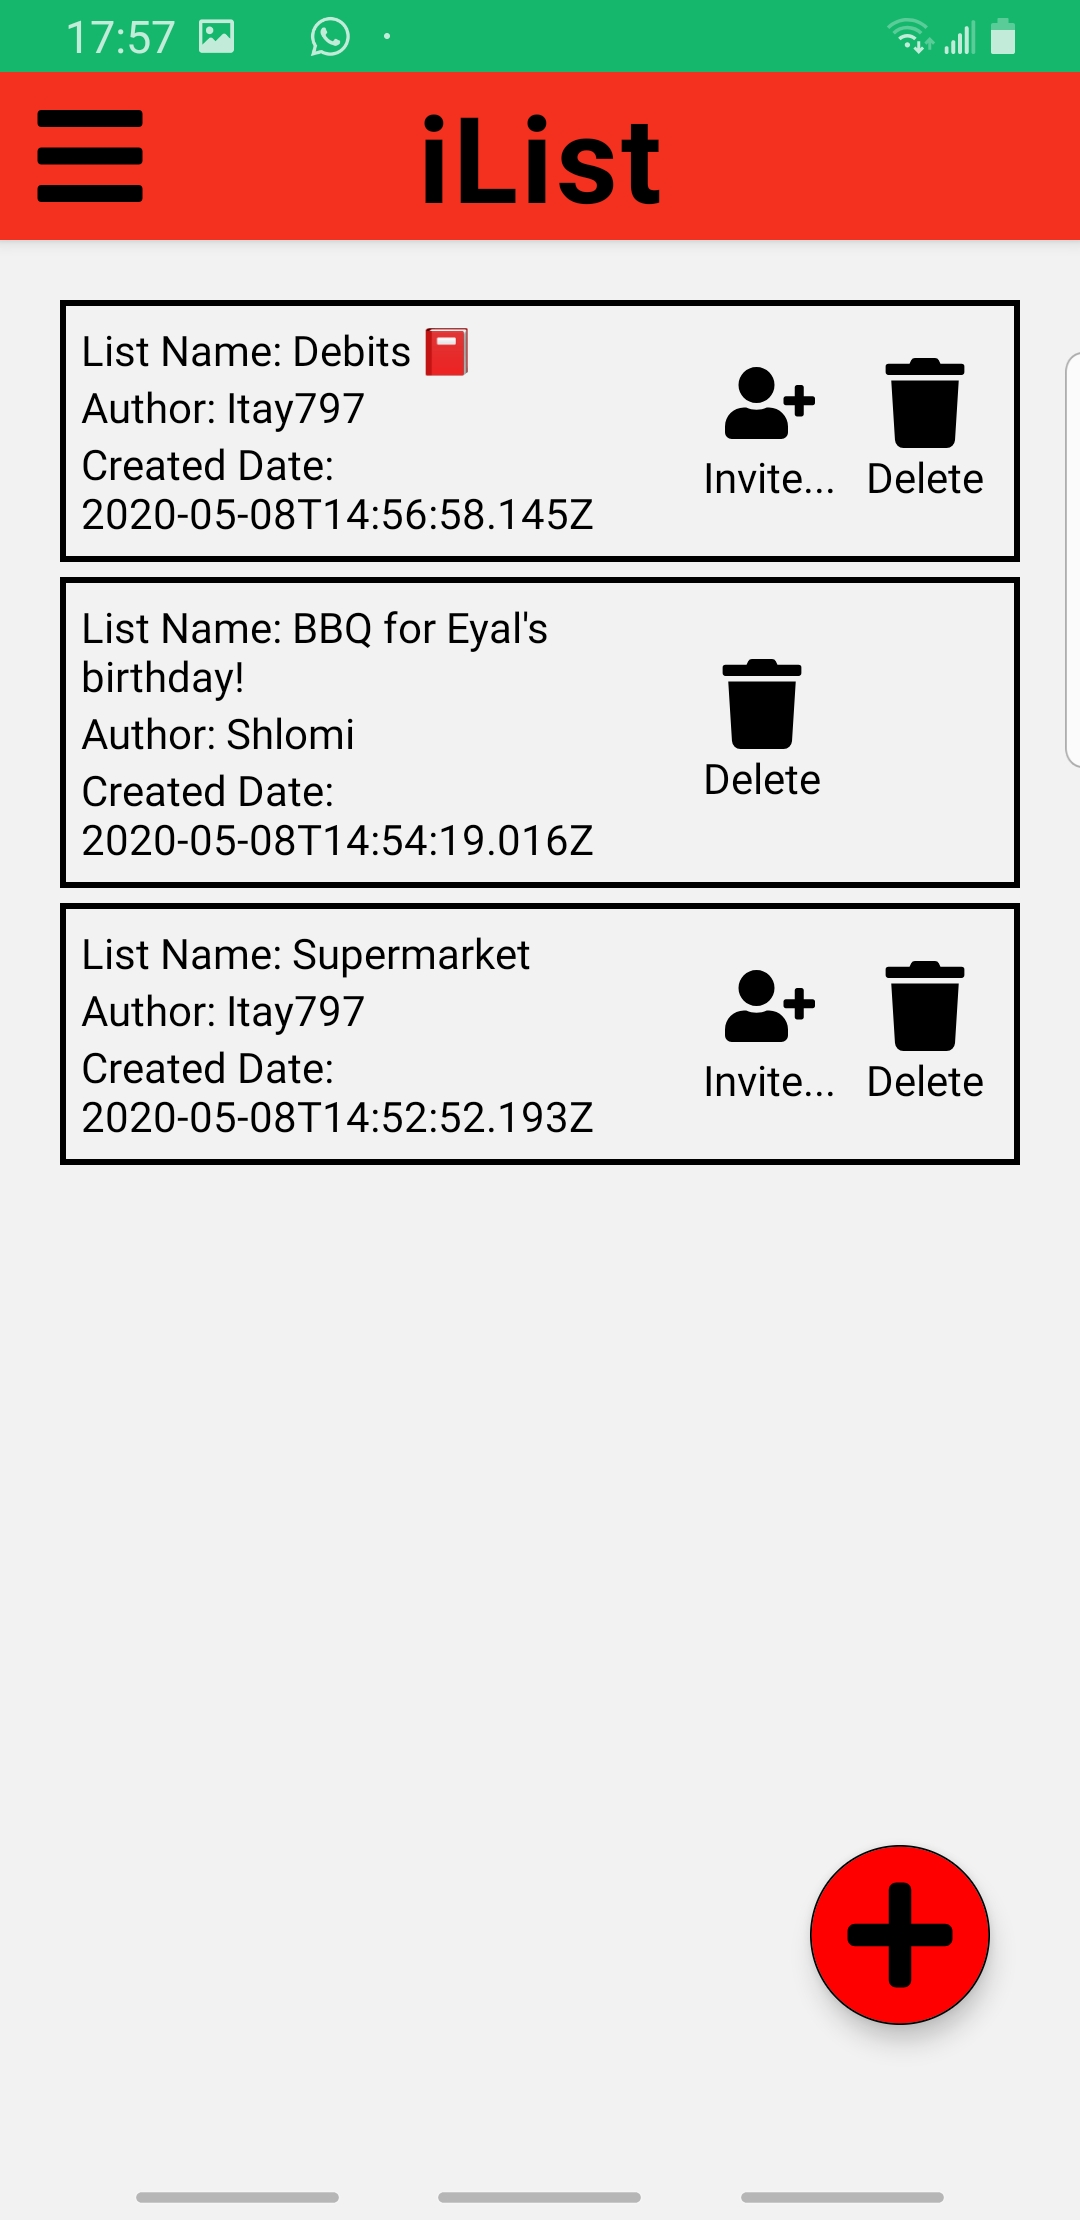 17:57
iList
List Name: Debits 📕
Author: Itay797
Created Date:
2020-05-08T14:56:58.145Z
Invite...
Delete
List Name: BBQ for Eyal's
birthday!
Author: Shlomi
Created Date:
2020-05-08T14:54:19.016Z
Delete
List Name: Supermarket
Author: Itay797
Created Date:
2020-05-08T14:52:52.193Z
Invite...
Delete